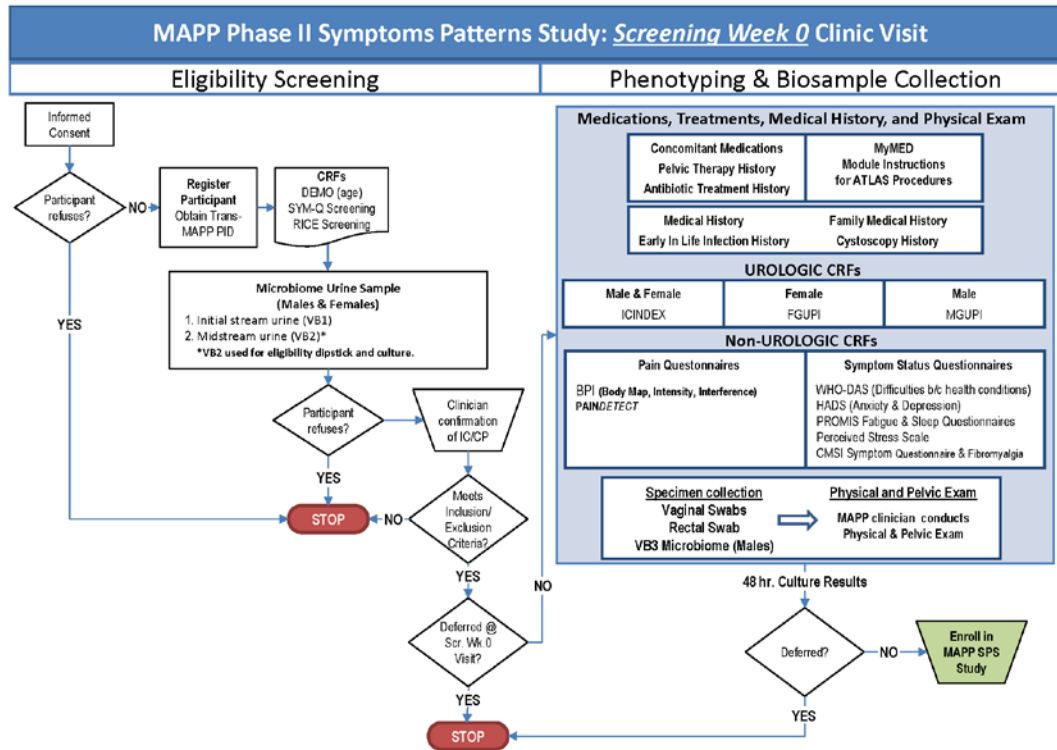 MAPP Phase II Symptoms Patterns Study: Screening Week 0 Clinic Visit
Eligibility Screening
Informed
Consent
Participant
refuses?
NO
YES
Register
Participant
Obtain Trans-
MAPP PID
CRFs
DEMO (age)
SYM-Q Screening
RICE Screening
Microbiome Urine Sample
(Males & Females)
1. Initial stream urine (VB1)
2. Midstream urine (VB2)*
*VB2 used for eligibility dipstick and culture.
Participant
refuses?
YES
Clinician
confirmation
of IC/CP
STOP
NO
Meets
Inclusion/
Exclusion
Criteria?
YES
Deferred @
Scr. Wk.0
Visit?
NO
YES
STOP
Phenotyping & Biosample Collection
Medications, Treatments, Medical History, and Physical Exam
Concomitant Medications
Pelvic Therapy History
Antibiotic Treatment History
MyMED
Module Instructions
for ATLAS Procedures
Medical History
Early In Life Infection History
Family Medical History
Cystoscopy History
UROLOGIC CRFs
Male & Female
ICINDEX
Female
FGUPI
Male
MGUPI
Non-UROLOGIC CRFs
Pain Questonnaires
BPI (Body Map, Intensity, Interference)
PAINDETECT
Symptom Status Questionnaires
WHO-DAS (Difficulties b/c health conditions)
HADS (Anxiety & Depression)
PROMIS Fatigue & Sleep Questionnaires
Perceived Stress Scale
CMSI Symptom Questionnaire & Fibromyalgia
Specimen collection
Vaginal Swabs
Rectal Swab
VB3 Microbiome (Males)
Physical and Pelvic Exam
MAPP clinician conducts
Physical & Pelvic Exam
48 hr. Culture Results
Deferred?
NO
Enroll in
MAPP SPS
Study
YES